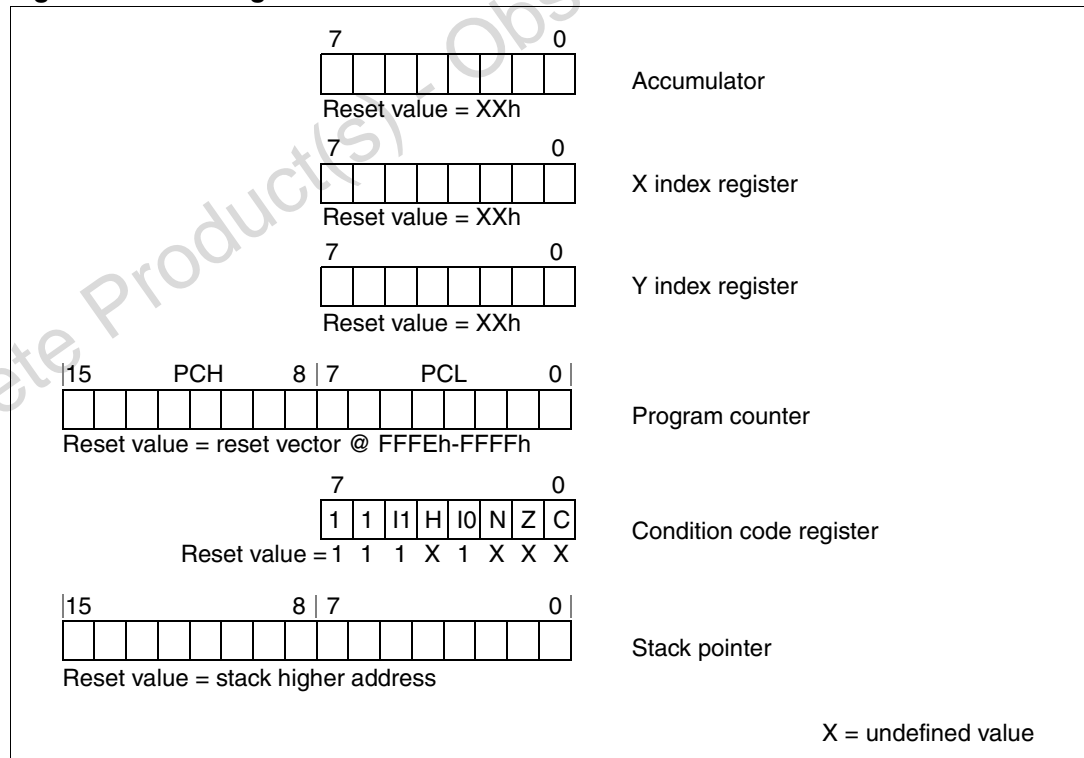 7 0
Accumulator
Reset value = XXh
7 0
X index register
Reset value = XXh
7 0
Y index register
Reset value = XXh
|15 PCH 8 | 7 PCL 0 |
Program counter
Reset value = reset vector @ FFFEh-FFFFh
7 0
1 1 I1 H I0 N Z C
Condition code register
Reset value = 1 1 1 X 1 X X X
|15 8 | 7 0 |
Stack pointer
Reset value = stack higher address
X = undefined value
ete Product(s) - Obs